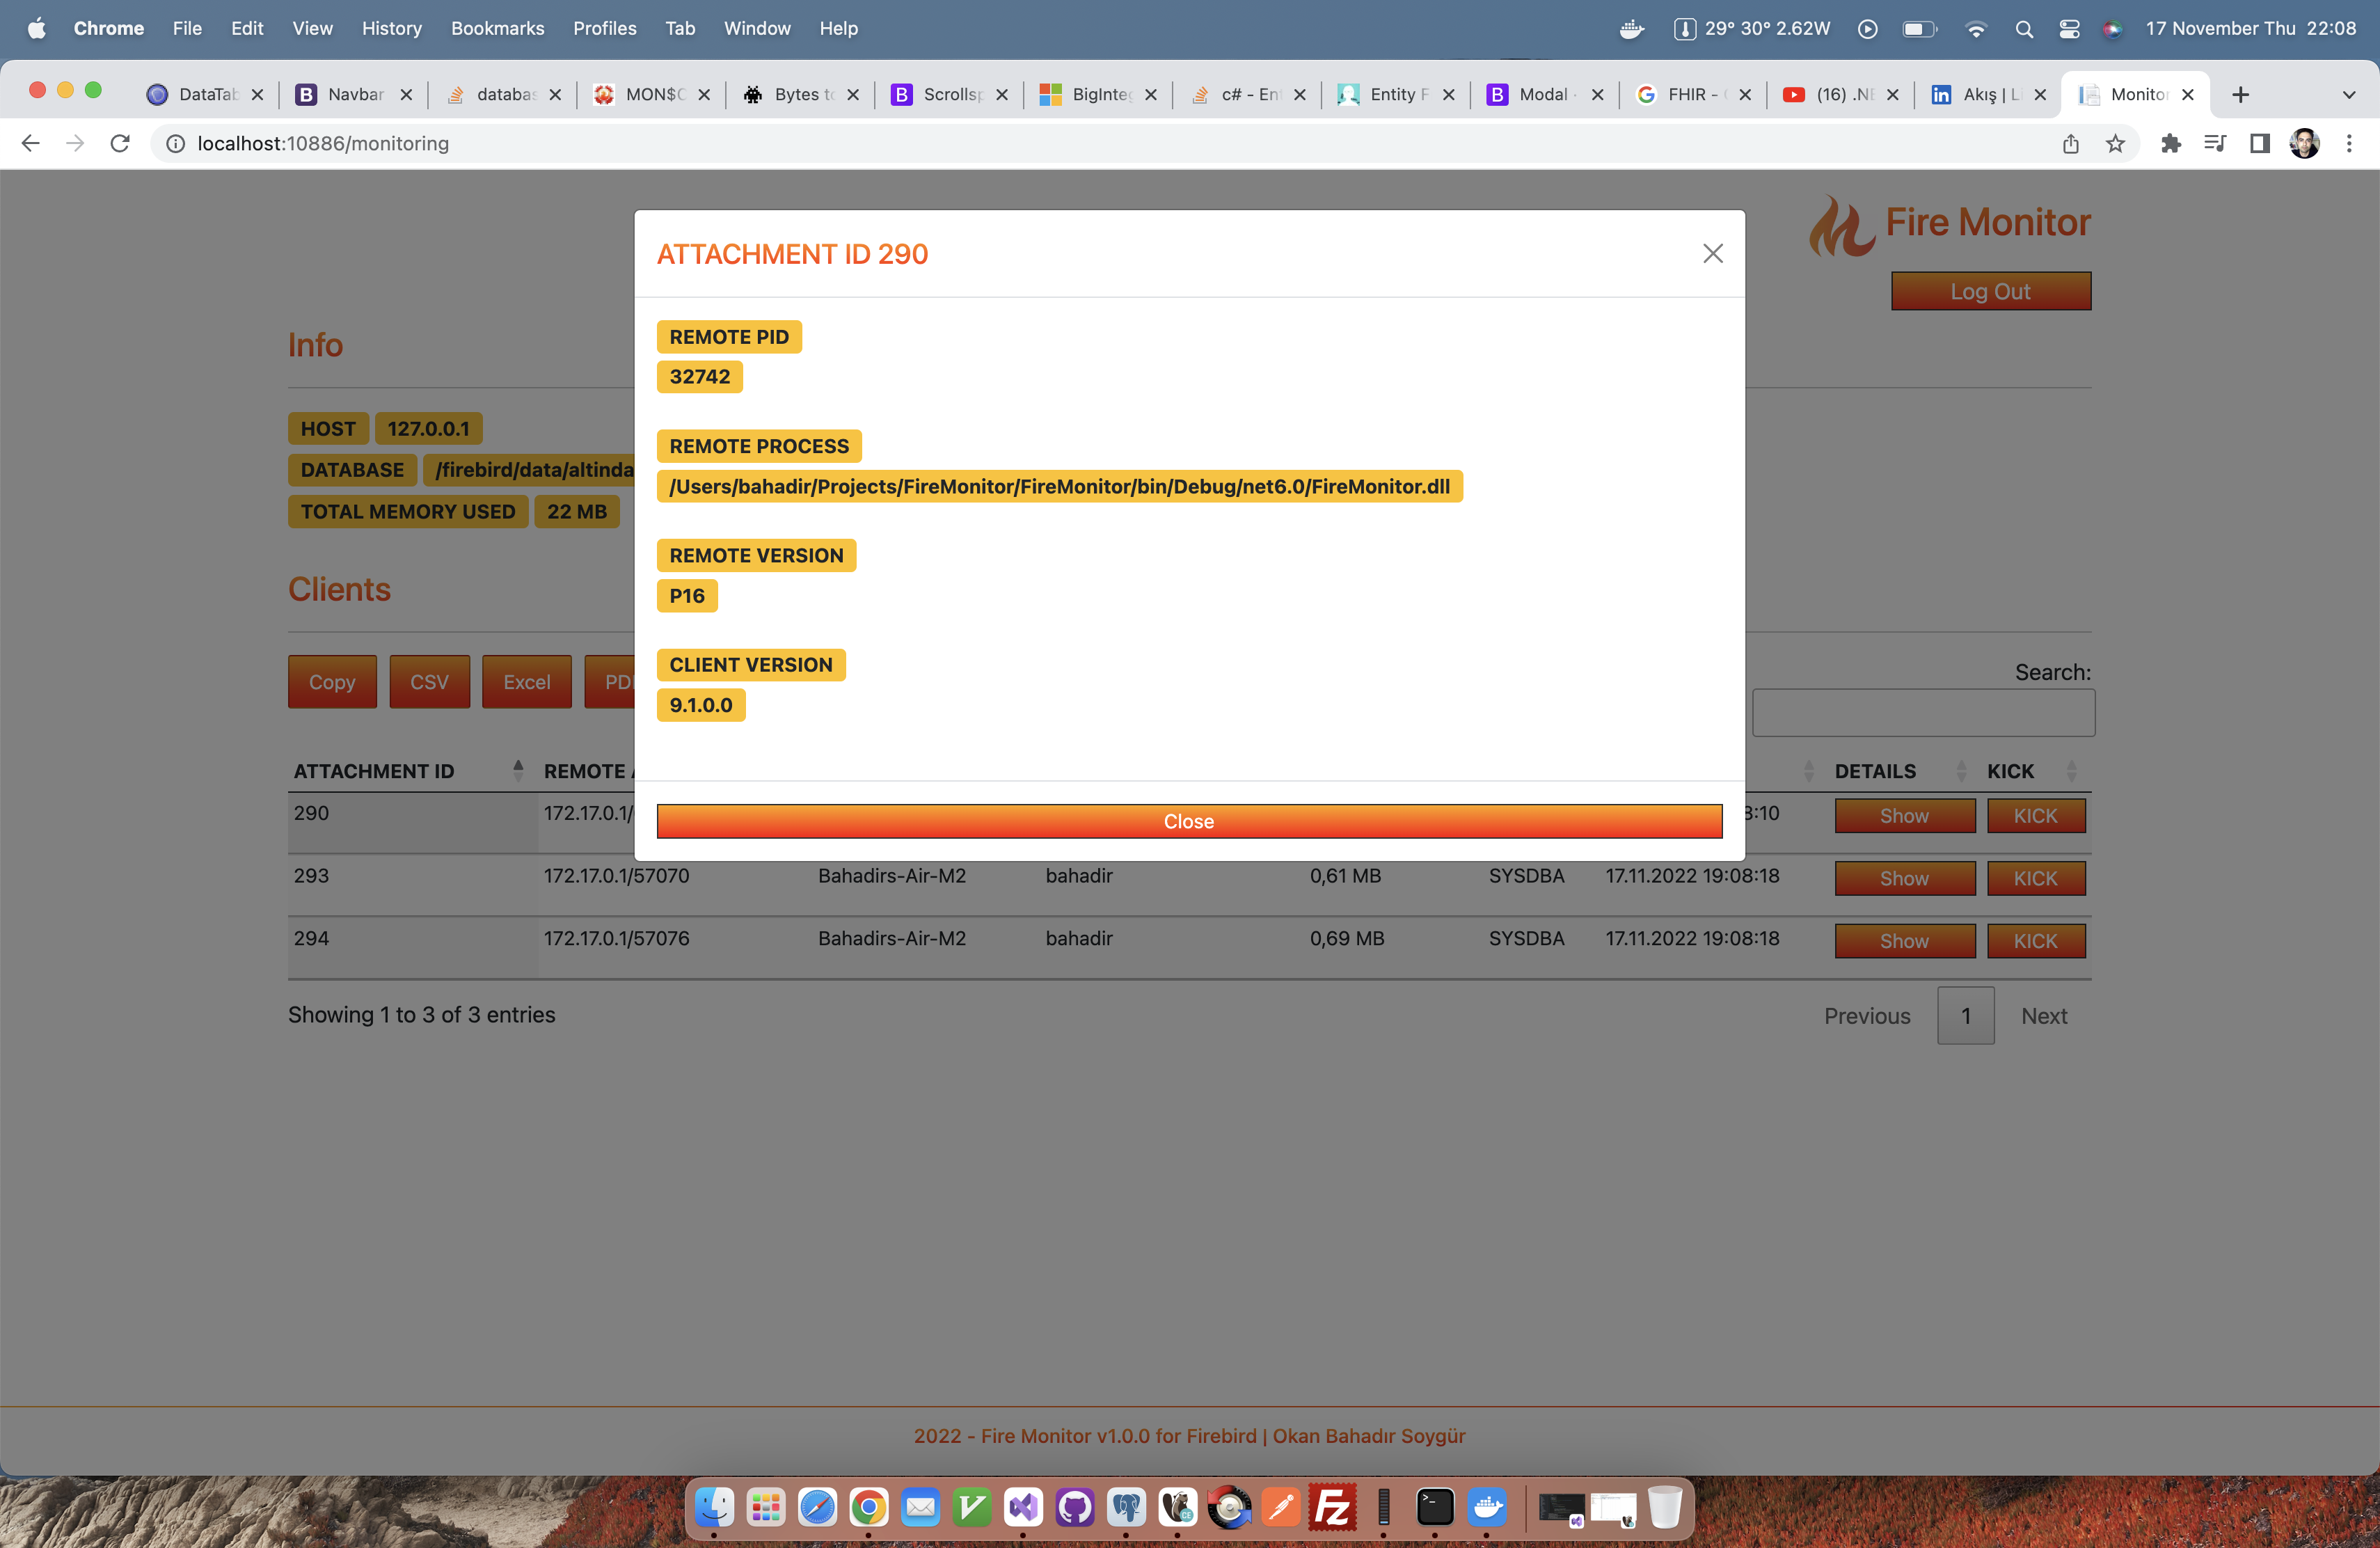 Chrome File Edit View History Bookmarks Profiles Tab Window Help 29° 30° 2.62W 17 November Thu 22:08
DataTab Navbar databas MON$C Bytes to Scrollsp BigInteg c# - Ent Entity F Modal - FHIR - (16) .NE Akış | Li Monitor
localhost:10886/monitoring
Fire Monitor
Log Out
Info
HOST 127.0.0.1
DATABASE /firebird/data/altinda
TOTAL MEMORY USED 22 MB
Clients
Copy CSV Excel PD
Search:
ATTACHMENT ID 290
REMOTE PID
32742
REMOTE PROCESS
/Users/bahadir/Projects/FireMonitor/FireMonitor/bin/Debug/net6.0/FireMonitor.dll
REMOTE VERSION
P16
CLIENT VERSION
9.1.0.0
Close
ATTACHMENT ID REMOTE DETAILS KICK
290 172.17.0.1/ 8:10 Show KICK
293 172.17.0.1/57070 Bahadirs-Air-M2 bahadir 0,61 MB SYSDBA 17.11.2022 19:08:18 Show KICK
294 172.17.0.1/57076 Bahadirs-Air-M2 bahadir 0,69 MB SYSDBA 17.11.2022 19:08:18 Show KICK
Showing 1 to 3 of 3 entries
Previous 1 Next
2022 - Fire Monitor v1.0.0 for Firebird | Okan Bahadır Soygür